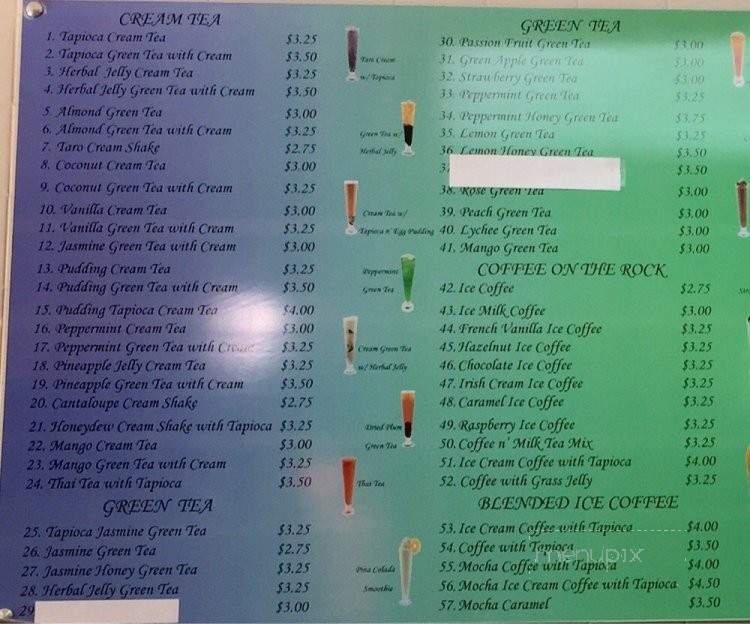 CREAM TEA
1. Tapioca Cream Tea $3.25
2. Tapioca Green Tea with Cream $3.50
3. Herbal Jelly Cream Tea $3.25
4. Herbal Jelly Green Tea with Cream $3.50
5. Almond Green Tea $3.00
6. Almond Green Tea with Cream $3.25
7. Taro Cream Shake $2.75
8. Coconut Cream Tea $3.00
9. Coconut Green Tea with Cream $3.25
10. Vanilla Cream Tea $3.00
11. Vanilla Green Tea with Cream $3.25
12. Jasmine Green Tea with Cream $3.00
13. Pudding Cream Tea $3.25
14. Pudding Green Tea with Cream $3.50
15. Pudding Tapioca Cream Tea $4.00
16. Peppermint Cream Tea $3.00
17. Peppermint Green Tea with Cream $3.25
18. Pineapple Jelly Cream Tea $3.25
19. Pineapple Green Tea with Cream $3.50
20. Cantaloupe Cream Shake $2.75
21. Honeydew Cream Shake with Tapioca $3.25
22. Mango Cream Tea $3.00
23. Mango Green Tea with Cream $3.25
24. Thai Tea with Tapioca $3.50
GREEN TEA
25. Tapioca Jasmine Green Tea $3.25
26. Jasmine Green Tea $2.75
27. Jasmine Honey Green Tea $3.25
28. Herbal Jelly Green Tea $3.25
29 $3.00
Taro Cream
w/ Tapioca
Green Tea w/
Herbal Jelly
Cream Tea w/
Tapioca n' Egg Pudding
Peppermint
Green Tea
Cream Green Tea
w/ Herbal Jelly
Dried Plum
Green Tea
Thai Tea
Pina Colada
Smoothie
GREEN TEA
30. Passion Fruit Green Tea $3.00
31. Green Apple Green Tea $3.00
32. Strawberry Green Tea $3.00
33. Peppermint Green Tea $3.25
34. Peppermint Honey Green Tea $3.75
35. Lemon Green Tea $3.25
36. Lemon Honey Green Tea $3.50
$3.50
38. Rose Green Tea $3.00
39. Peach Green Tea $3.00
40. Lychee Green Tea $3.00
41. Mango Green Tea $3.00
COFFEE ON THE ROCK
42. Ice Coffee $2.75
43. Ice Milk Coffee $3.00
44. French Vanilla Ice Coffee $3.25
45. Hazelnut Ice Coffee $3.25
46. Chocolate Ice Coffee $3.25
47. Irish Cream Ice Coffee $3.25
48. Caramel Ice Coffee $3.25
49. Raspberry Ice Coffee $3.25
50. Coffee n' Milk Tea Mix $3.25
51. Ice Cream Coffee with Tapioca $4.00
52. Coffee with Grass Jelly $3.25
BLENDED ICE COFFEE
53. Ice Cream Coffee with Tapioca $4.00
54. Coffee with Tapioca $3.50
55. Mocha Coffee with Tapioca $4.00
56. Mocha Ice Cream Coffee with Tapioca $4.50
57. Mocha Caramel $3.50
menupix